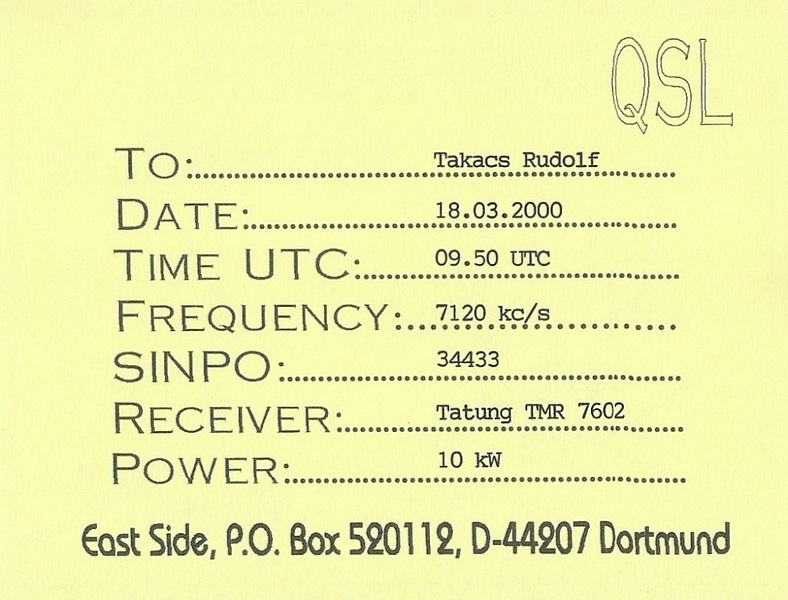 QSL
To: Takacs Rudolf
Date: 18.03.2000
Time UTC: 09.50 UTC
Frequency: 7120 kc/s
SINPO: 34433
Receiver: Tatung TMR 7602
Power: 10 kW
East Side, P.O. Box 520112, D-44207 Dortmund